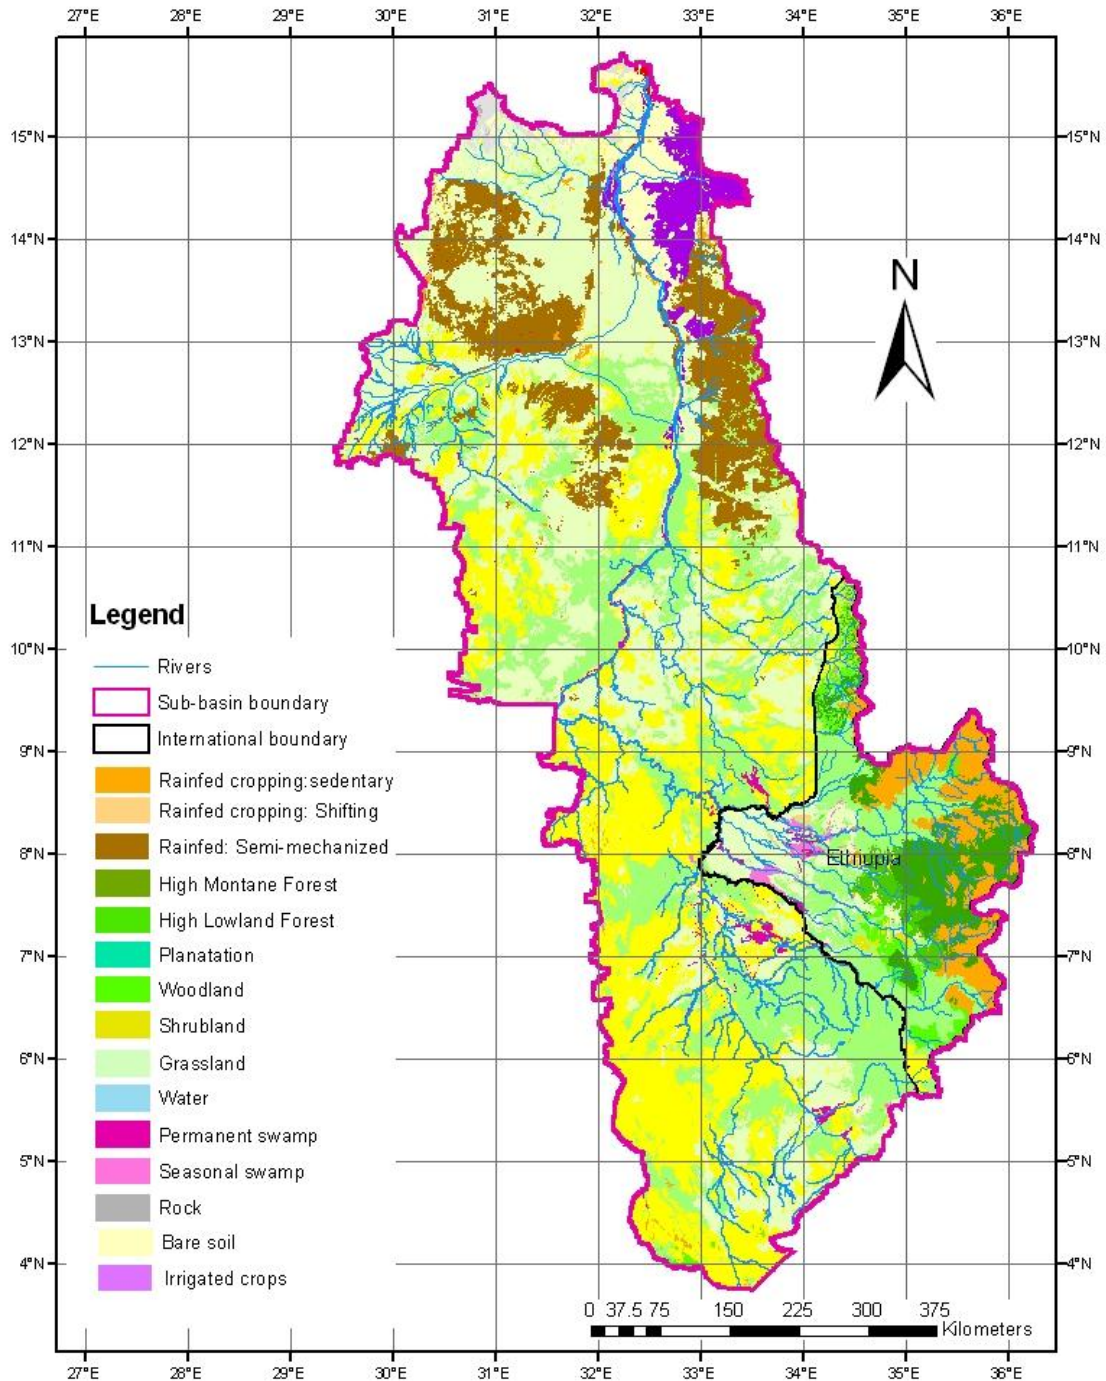 27°E 28°E 29°E 30°E 31°E 32°E 33°E 34°E 35°E 36°E
15°N 15°N
14°N 14°N
N
13°N 13°N
12°N 12°N
11°N 11°N
Legend
10°N 10°N
Rivers
Sub-basin boundary
International boundary
9°N 9°N
Rainfed cropping:sedentary
Rainfed cropping: Shifting
Rainfed: Semi-mechanized
8°N 8°N
Ethiopia
High Montane Forest
High Lowland Forest
Planatation
7°N 7°N
Woodland
Shrubland
6°N 6°N
Grassland
Water
Permanent swamp
5°N 5°N
Seasonal swamp
Rock
Bare soil
4°N 4°N
Irrigated crops
0 37.5 75 150 225 300 375
Kilometers
27°E 28°E 29°E 30°E 31°E 32°E 33°E 34°E 35°E 36°E